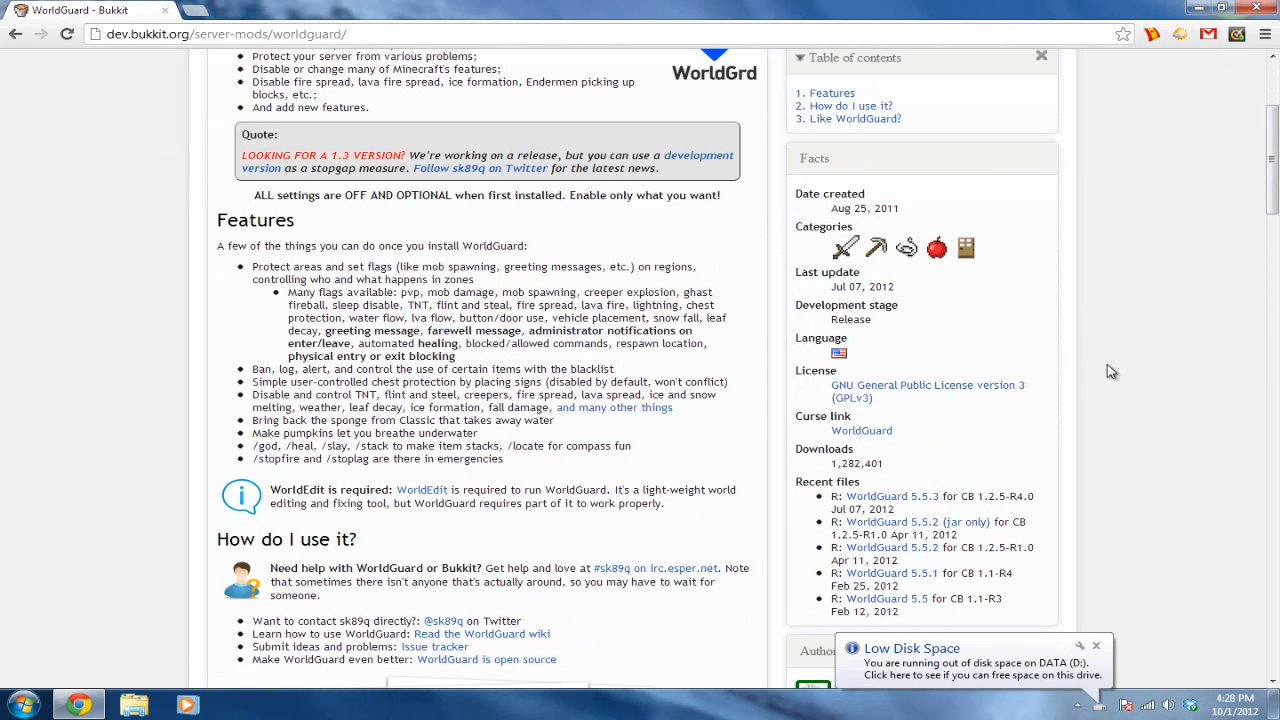 WorldGuard - Bukkit
dev.bukkit.org/server-mods/worldguard/
Protect your server from various problems;
Disable or change many of Minecraft's features;
Disable fire spread, lava fire spread, ice formation, Endermen picking up
blocks, etc.;
And add new features.
WorldGrd
Quote:
LOOKING FOR A 1.3 VERSION? We're working on a release, but you can use a development
version as a stopgap measure. Follow sk89q on Twitter for the latest news.
ALL settings are OFF AND OPTIONAL when first installed. Enable only what you want!
Features
A few of the things you can do once you install WorldGuard:
Protect areas and set flags (like mob spawning, greeting messages, etc.) on regions,
controlling who and what happens in zones
Many flags available: pvp, mob damage, mob spawning, creeper explosion, ghast
fireball, sleep disable, TNT, flint and steal, fire spread, lava fire, lightning, chest
protection, water flow, lva flow, button/door use, vehicle placement, snow fall, leaf
decay, greeting message, farewell message, administrator notifications on
enter/leave, automated healing, blocked/allowed commands, respawn location,
physical entry or exit blocking
Ban, log, alert, and control the use of certain items with the blacklist
Simple user-controlled chest protection by placing signs (disabled by default, won't conflict)
Disable and control TNT, flint and steel, creepers, fire spread, lava spread, ice and snow
melting, weather, leaf decay, ice formation, fall damage, and many other things
Bring back the sponge from Classic that takes away water
Make pumpkins let you breathe underwater
/god, /heal, /slay, /stack to make item stacks, /locate for compass fun
/stopfire and /stoplag are there in emergencies
WorldEdit is required: WorldEdit is required to run WorldGuard. It's a light-weight world
editing and fixing tool, but WorldGuard requires part of it to work properly.
How do I use it?
Need help with WorldGuard or Bukkit? Get help and love at #sk89q on irc.esper.net. Note
that sometimes there isn't anyone that's actually around, so you may have to wait for
someone.
Want to contact sk89q directly?: @sk89q on Twitter
Learn how to use WorldGuard: Read the WorldGuard wiki
Submit ideas and problems: Issue tracker
Make WorldGuard even better: WorldGuard is open source
Table of contents
1. Features
2. How do I use it?
3. Like WorldGuard?
Facts
Date created
Aug 25, 2011
Categories
Last update
Jul 07, 2012
Development stage
Release
Language
License
GNU General Public License version 3
(GPLv3)
Curse link
WorldGuard
Downloads
1,282,401
Recent files
R: WorldGuard 5.5.3 for CB 1.2.5-R4.0
Jul 07, 2012
R: WorldGuard 5.5.2 (jar only) for CB
1.2.5-R1.0 Apr 11, 2012
R: WorldGuard 5.5.2 for CB 1.2.5-R1.0
Apr 11, 2012
R: WorldGuard 5.5.1 for CB 1.1-R4
Feb 25, 2012
R: WorldGuard 5.5 for CB 1.1-R3
Feb 12, 2012
Author
Low Disk Space
You are running out of disk space on DATA (D:).
Click here to see if you can free space on this drive.
4:28 PM
10/1/2012